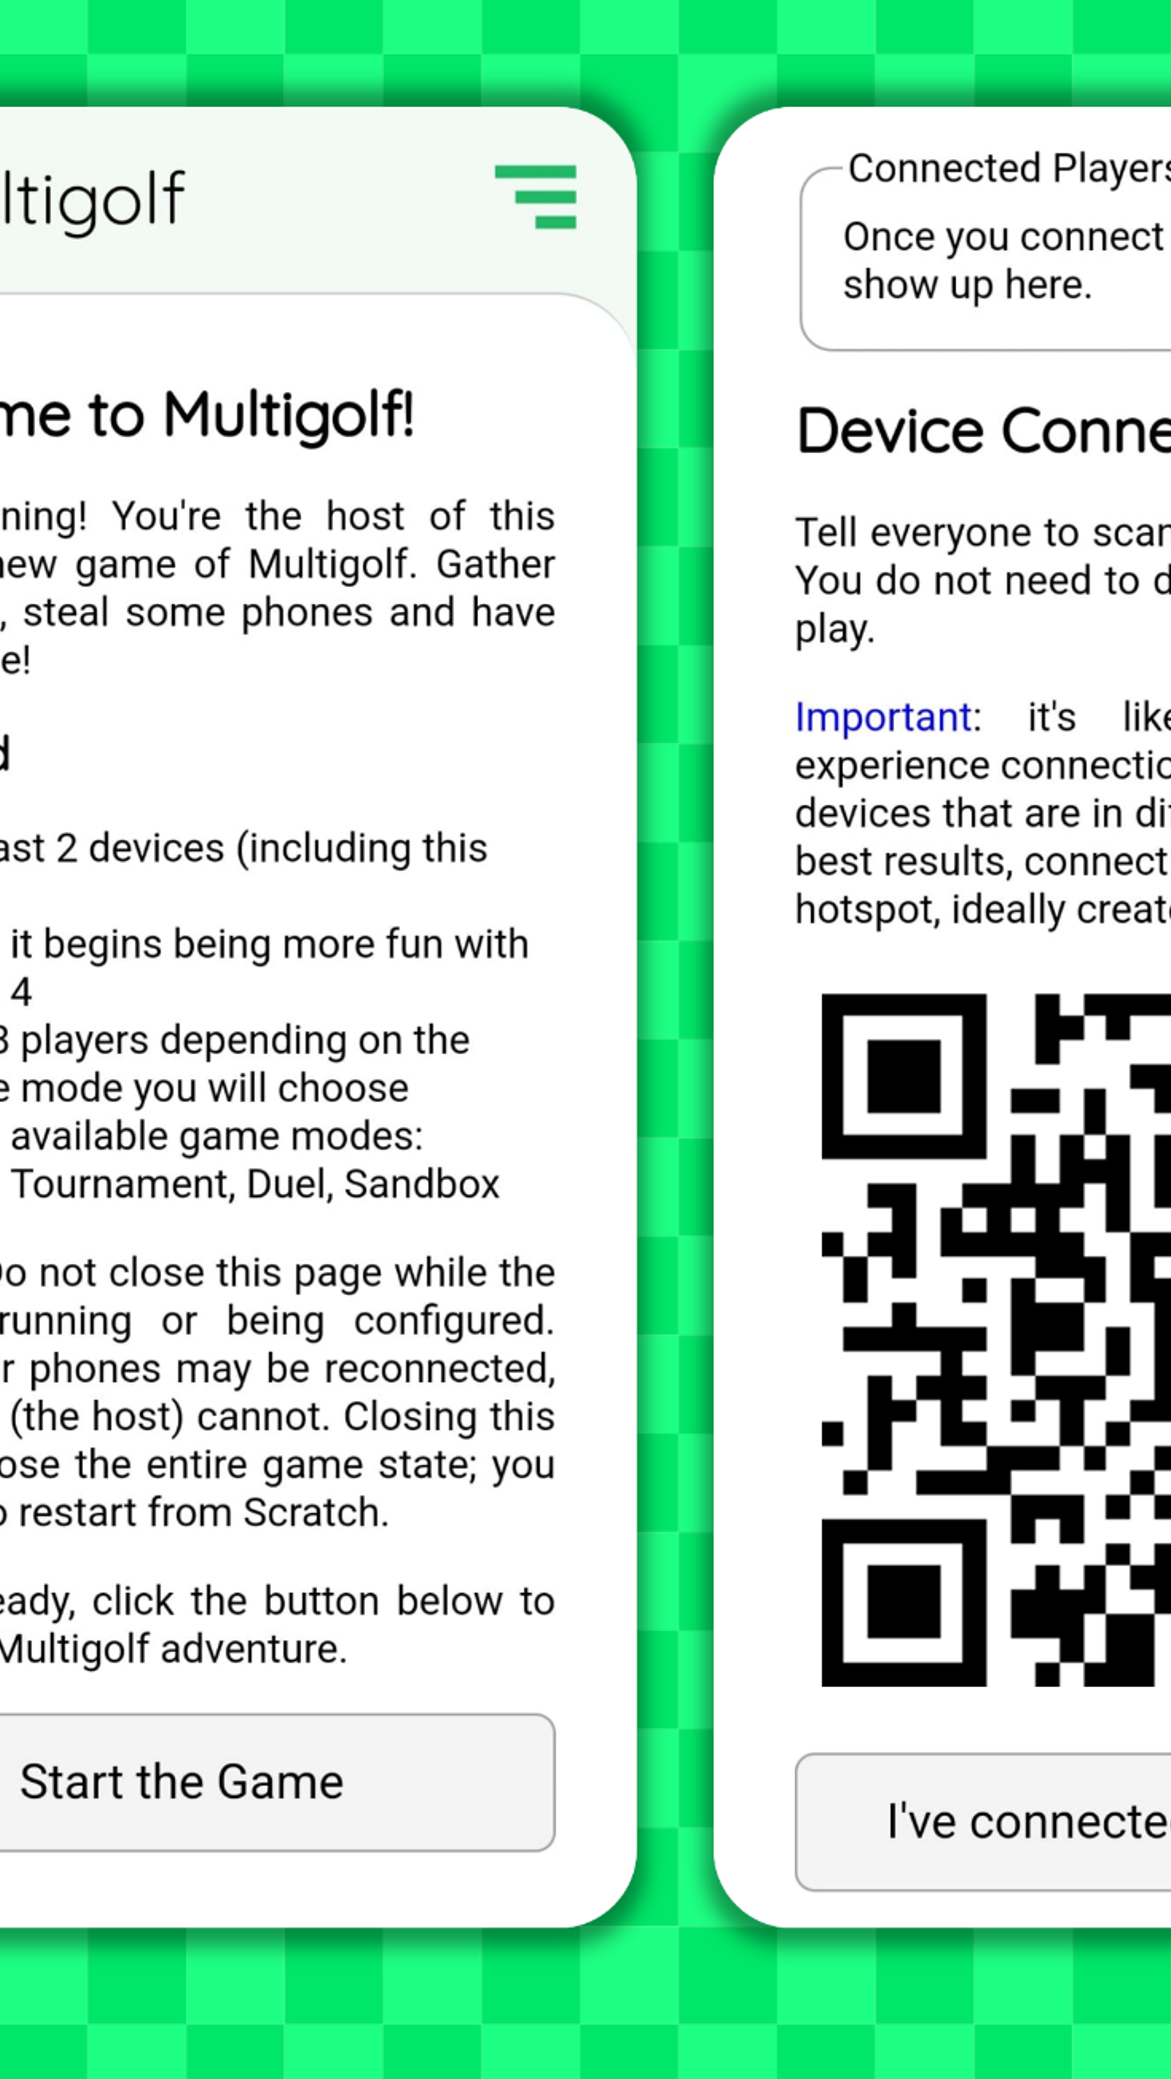 ltigolf
me to Multigolf!
ning! You're the host of this
new game of Multigolf. Gather
, steal some phones and have
e!
d
ast 2 devices (including this
it begins being more fun with
4
8 players depending on the
e mode you will choose
available game modes:
Tournament, Duel, Sandbox
Do not close this page while the
running or being configured.
r phones may be reconnected,
(the host) cannot. Closing this
ose the entire game state; you
o restart from Scratch.
eady, click the button below to
Multigolf adventure.
Start the Game
Connected Players
Once you connect
show up here.
Device Conne
Tell everyone to scan
You do not need to d
play.
Important: it's like
experience connectio
devices that are in dif
best results, connect
hotspot, ideally create
I've connected